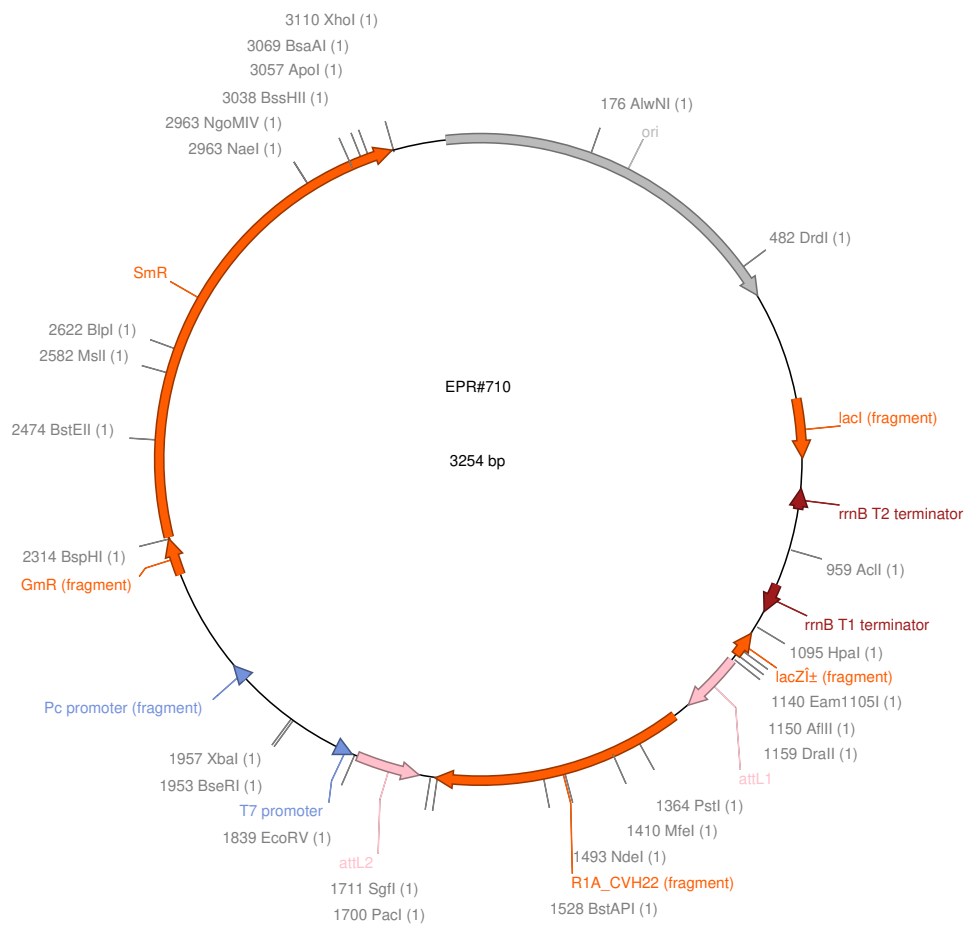 3110 XhoI (1)
3069 BsaAI (1)
3057 ApoI (1)
3038 BssHII (1)
2963 NgoMIV (1)
2963 NaeI (1)
176 AlwNI (1)
ori
482 DrdI (1)
SmR
2622 BlpI (1)
2582 MslI (1)
2474 BstEII (1)
EPR#710
3254 bp
lacI (fragment)
rrnB T2 terminator
2314 BspHI (1)
GmR (fragment)
959 AclI (1)
rrnB T1 terminator
1095 HpaI (1)
lacZÎ± (fragment)
1140 Eam1105I (1)
1150 AflII (1)
1159 DraII (1)
attL1
Pc promoter (fragment)
1957 XbaI (1)
1953 BseRI (1)
T7 promoter
1839 EcoRV (1)
attL2
1711 SgfI (1)
1700 PacI (1)
1364 PstI (1)
1410 MfeI (1)
1493 NdeI (1)
R1A_CVH22 (fragment)
1528 BstAPI (1)